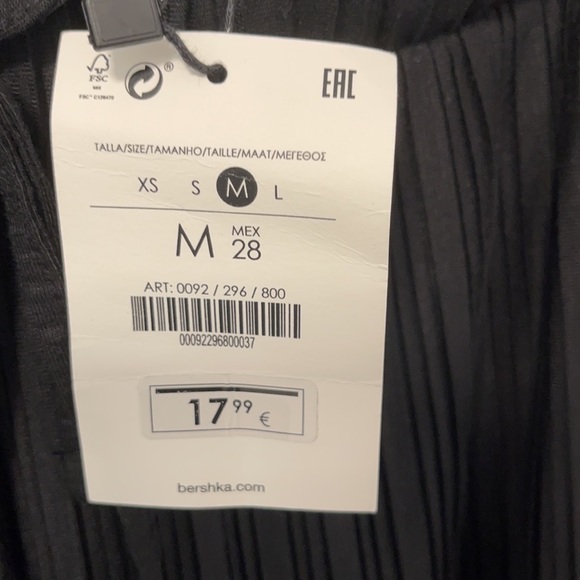 FSC
EAC
TALLA/SIZE/TAMANHO/TAILLE/MAAT/ΜΕΓΕΘΟΣ
XS S M L
M MEX 28
ART: 0092 / 296 / 800
00092296800037
17 99 €
bershka.com